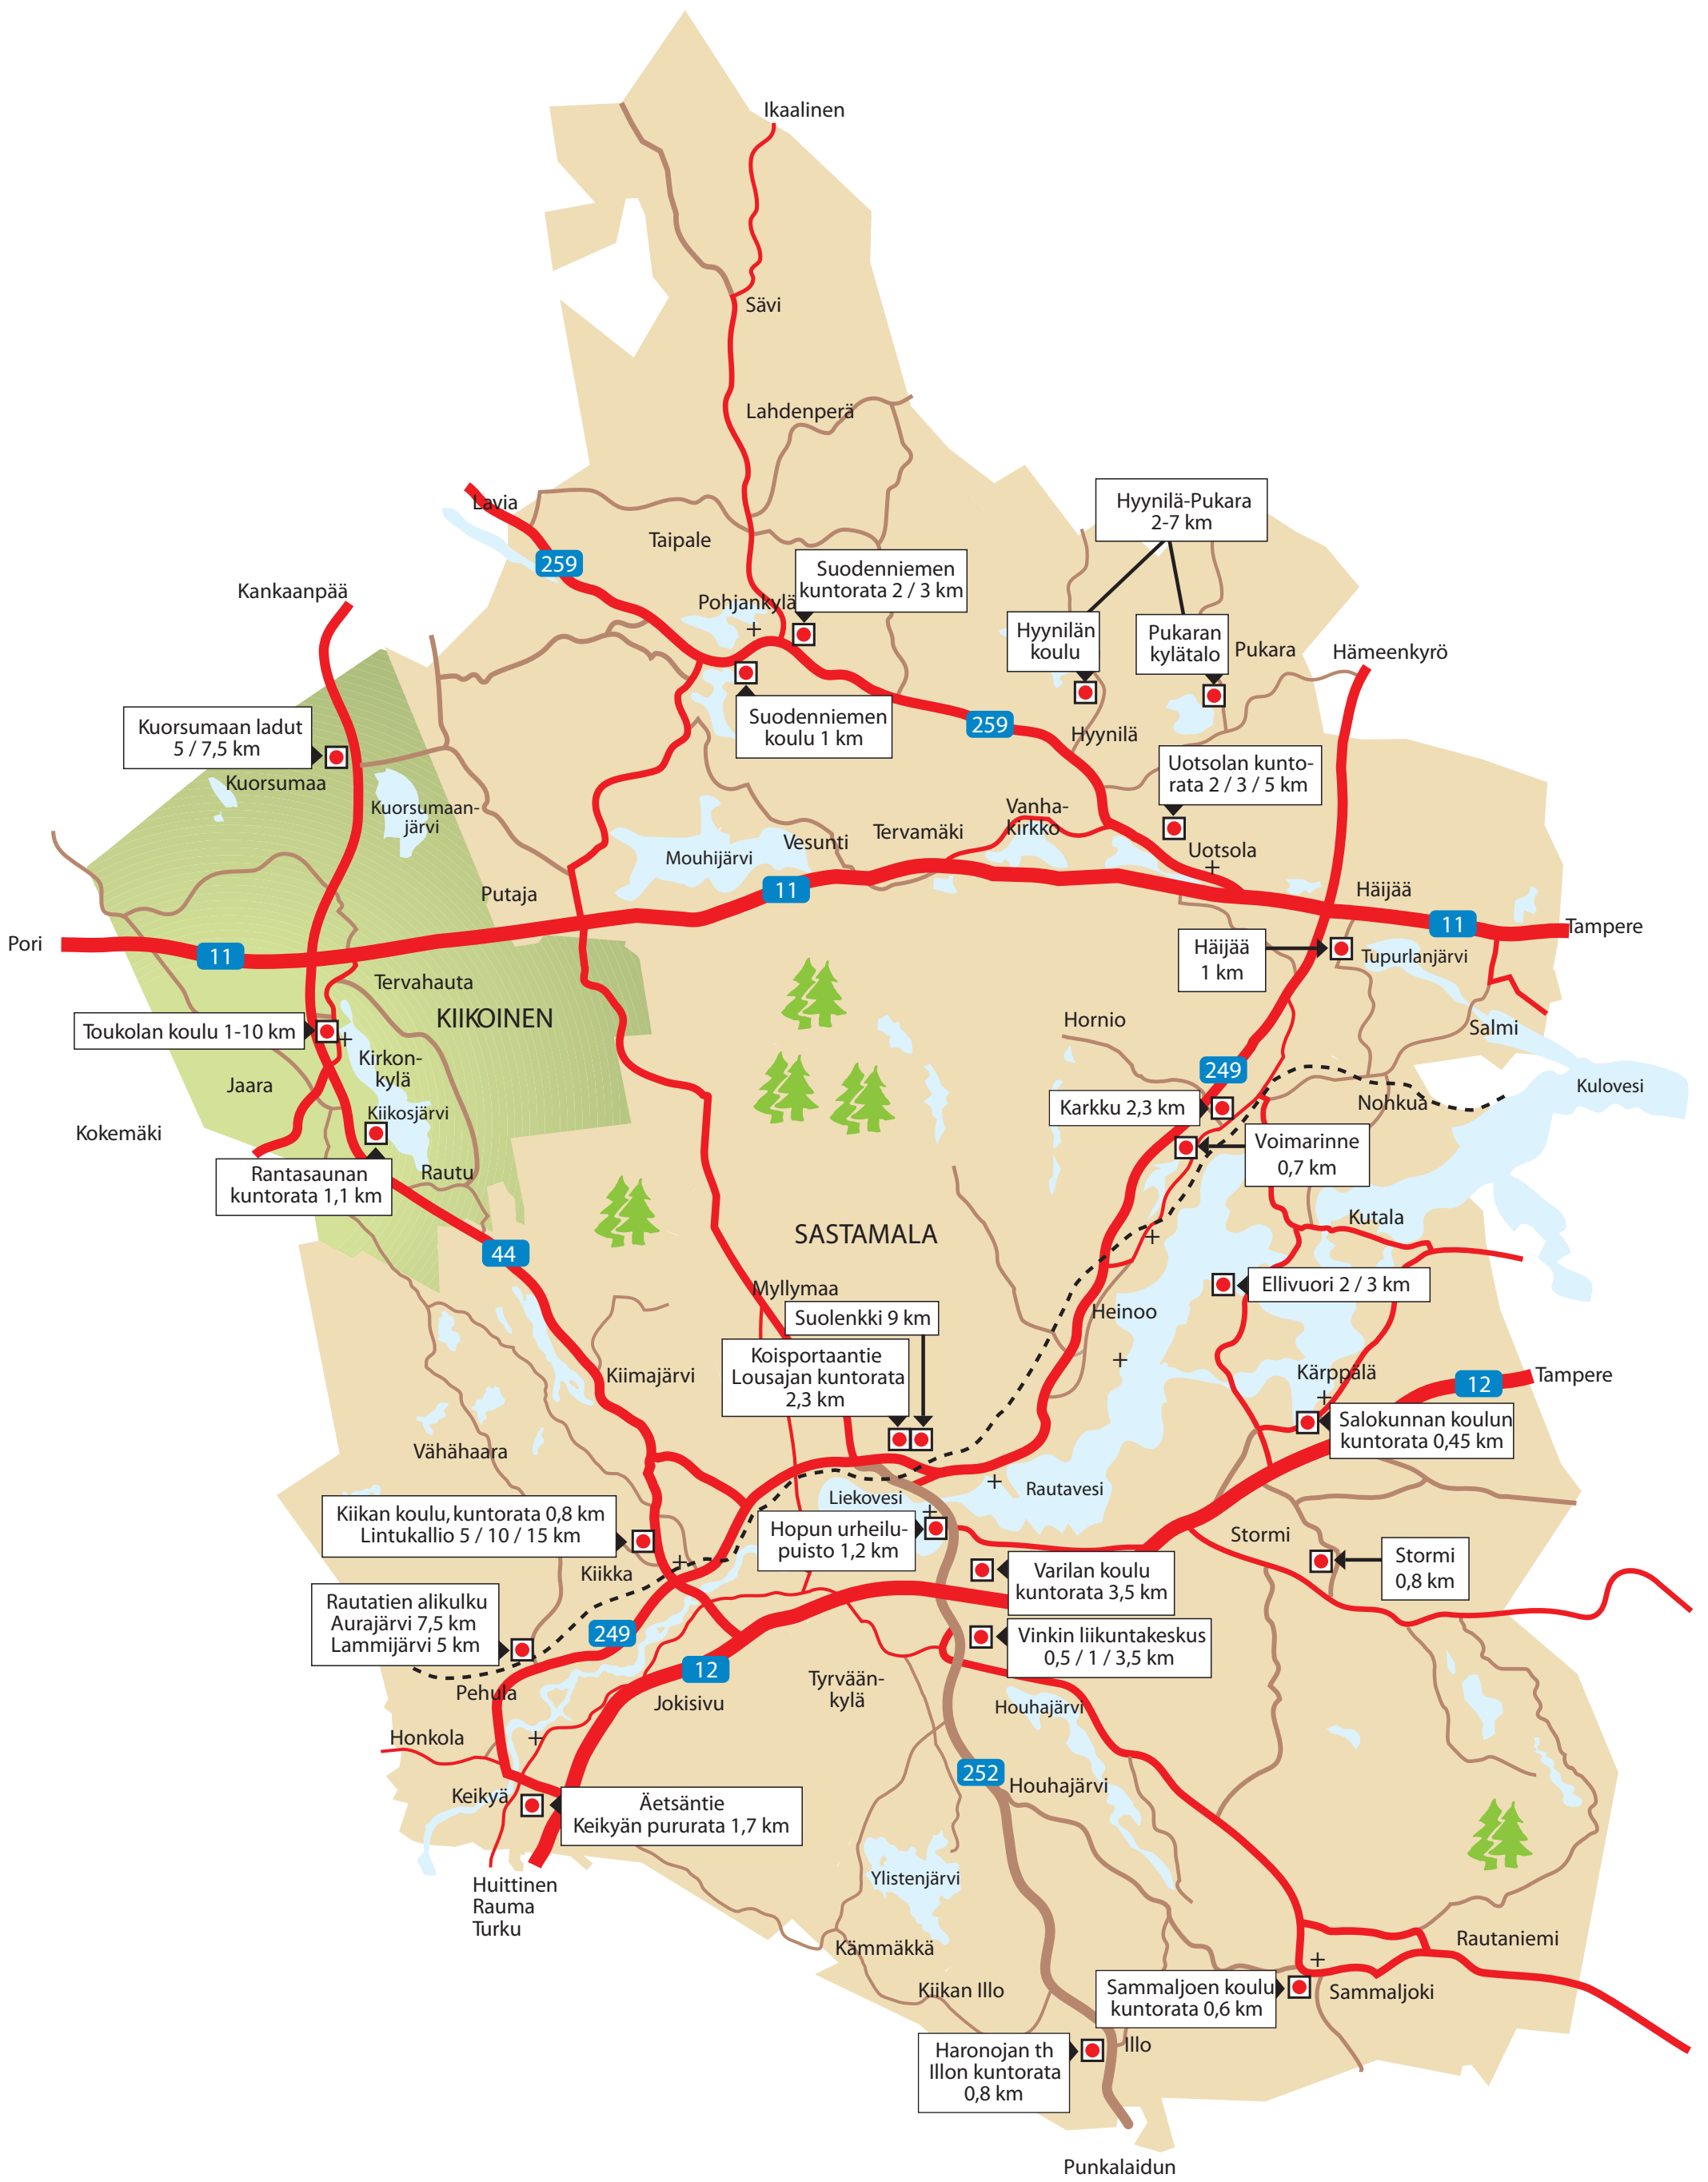 Ikaalinen
Sävi
Lahdenperä
Lavia
Taipale
259
Hyynilä-Pukara
2-7 km
Suodenniemen
kuntorata 2 / 3 km
Kankaanpää
Pohjankylä
Hyynilän
koulu
Pukaran
kylätalo
Pukara
Hämeenkyrö
Kuorsumaan ladut
5 / 7,5 km
Suodenniemen
koulu 1 km
259
Hyynilä
Kuorsumaa
Kuorsumaan-
järvi
Uotsolan kunto-
rata 2 / 3 / 5 km
Vanha-
kirkko
Tervamäki
Vesunti
Mouhijärvi
Uotsola
Putaja
11
Häijää
Pori
11
11
Tampere
Häijää
1 km
Tupurlanjärvi
Tervahauta
KIIKOINEN
Toukolan koulu 1-10 km
Hornio
Salmi
Kirkon-
kylä
Jaara
249
Kulovesi
Kiikosjärvi
Karkku 2,3 km
Nohkua
Kokemäki
Voimarinne
0,7 km
Rantasaunan
kuntorata 1,1 km
Rautu
Kutala
SASTAMALA
44
Myllymaa
Ellivuori 2 / 3 km
Heinoo
Suolenkki 9 km
Koisportaantie
Lousajan kuntorata
2,3 km
Kiimajärvi
Kärppälä
12
Tampere
Salokunnan koulun
kuntorata 0,45 km
Vähähaara
Rautavesi
Liekovesi
Kiikan koulu, kuntorata 0,8 km
Lintukallio 5 / 10 / 15 km
Hopun urheilu-
puisto 1,2 km
Stormi
Stormi
0,8 km
Kiikka
Varilan koulu
kuntorata 3,5 km
Rautatien alikulku
Aurajärvi 7,5 km
Lammijärvi 5 km
249
Vinkin liikuntakeskus
0,5 / 1 / 3,5 km
12
Pehula
Jokisivu
Tyrvään-
kylä
Houhajärvi
Honkola
252
Houhajärvi
Keikyä
Äetsäntie
Keikyän pururata 1,7 km
Ylistenjärvi
Huittinen
Rauma
Turku
Kämmäkkä
Rautaniemi
Kiikan Illo
Sammaljoen koulu
kuntorata 0,6 km
Sammaljoki
Haronojan th
Illon kuntorata
0,8 km
Illo
Punkalaidun